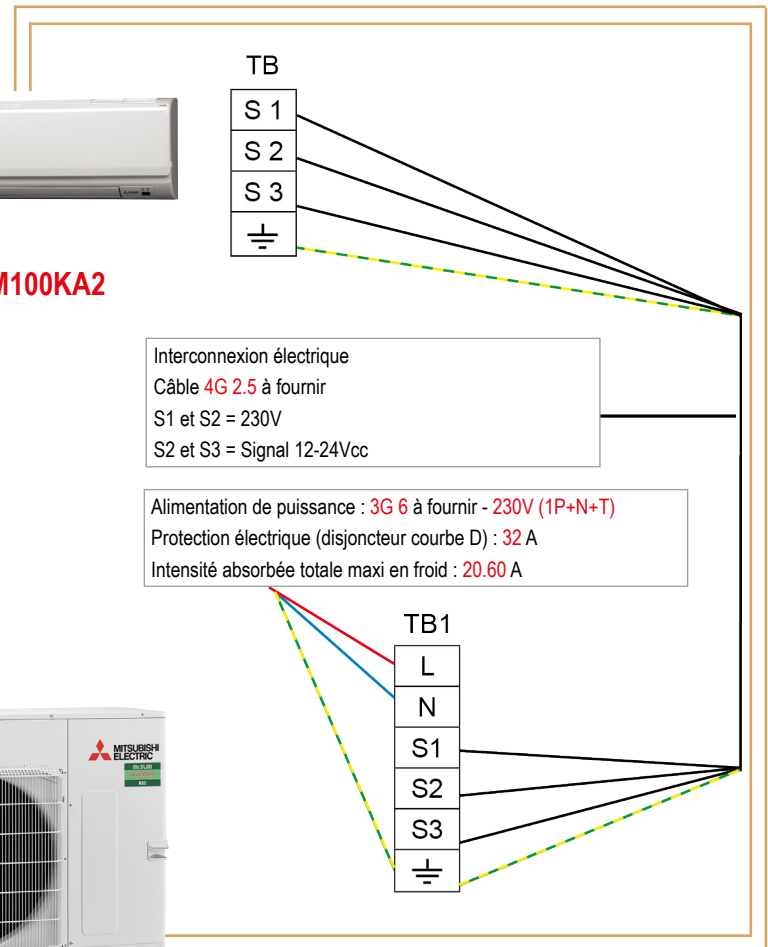 TB
S 1
S 2
S 3
M100KA2
Interconnexion électrique
Câble 4G 2.5 à fournir
S1 et S2 = 230V
S2 et S3 = Signal 12-24Vcc
Alimentation de puissance : 3G 6 à fournir - 230V (1P+N+T)
Protection électrique (disjoncteur courbe D) : 32 A
Intensité absorbée totale maxi en froid : 20.60 A
TB1
L
N
S1
S2
S3
MITSUBISHI
ELECTRIC
INVERTER
R32